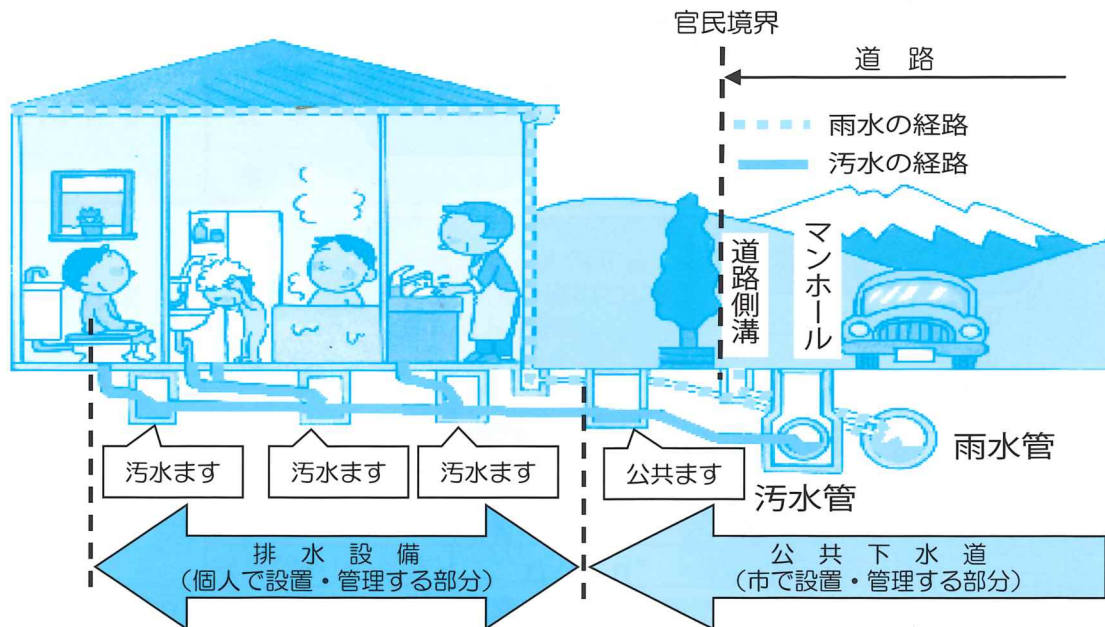 官民境界
道 路
雨水の経路
汚水の経路
道路側溝
マンホール
雨水管
汚水ます
汚水ます
汚水ます
公共ます
汚水管
排 水 設 備
（個人で設置・管理する部分）
公 共 下 水 道
（市で設置・管理する部分）